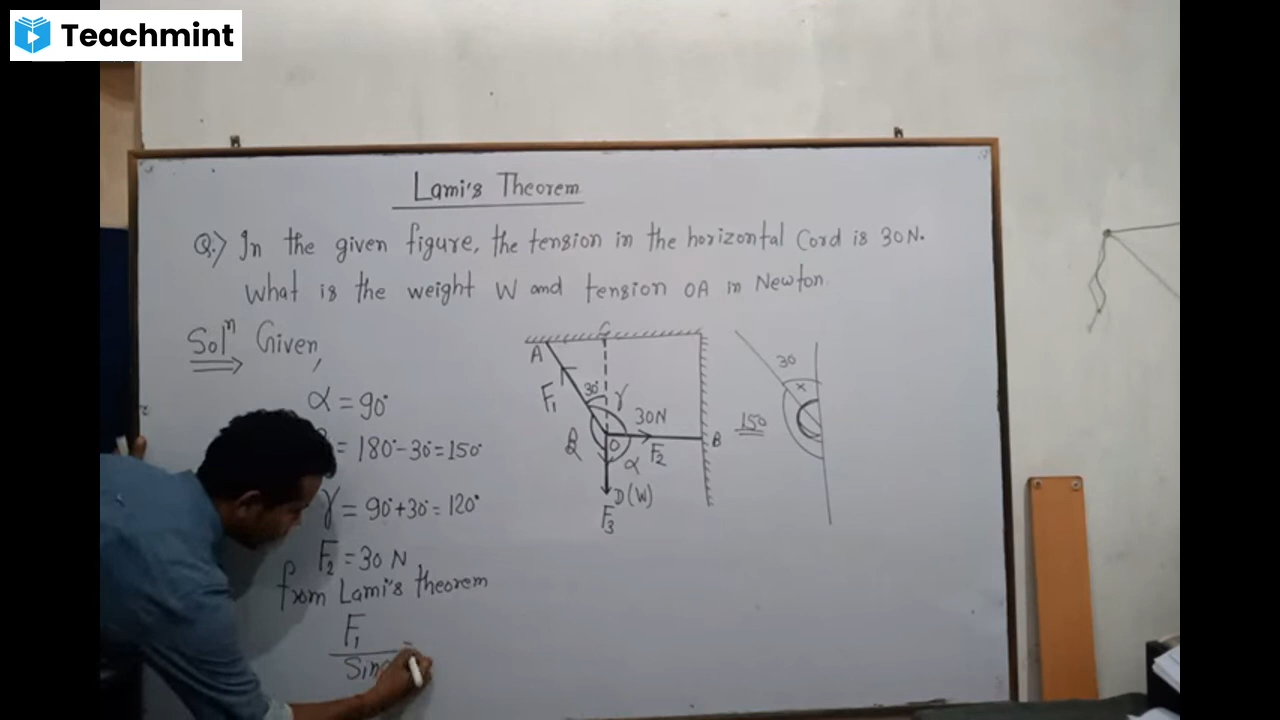 Teachmint
Lami's Theorem
Q.) In the given figure, the tension in the horizontal Cord is 30N.
What is the weight W and tension OA in Newton.
Solⁿ Given,
α = 90°
= 180° - 30° = 150°
γ = 90° + 30° = 120°
F₂ = 30 N
from Lami's theorem
F₁
Sin
=
C
A
30°
γ
F₁
30N
B
β
O
α
F₂
D(W)
F₃
30
x
150